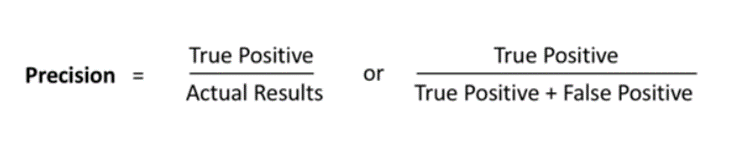 True Positive True Positive
Precision = or
Actual Results True Positive + False Positive